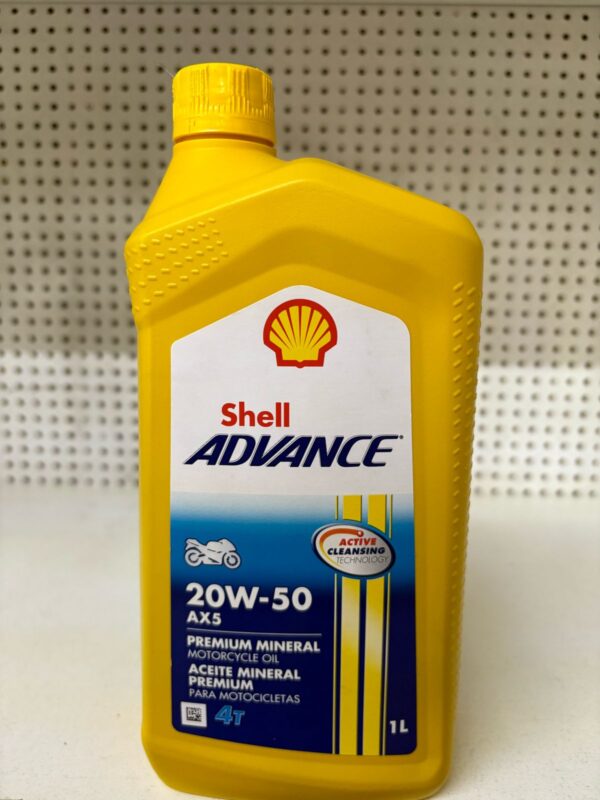 Shell
ADVANCE®
ACTIVE
CLEANSING
TECHNOLOGY
20W-50
AX5
PREMIUM MINERAL
MOTORCYCLE OIL
ACEITE MINERAL
PREMIUM
PARA MOTOCICLETAS
4T
1L